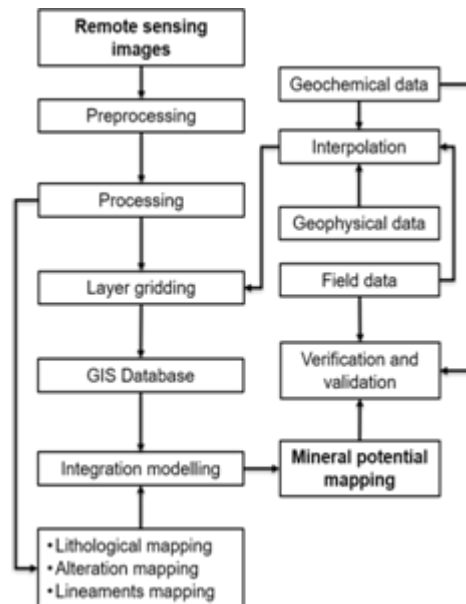 Remote sensing
images
Preprocessing
Processing
Layer gridding
GIS Database
Integration modelling
•Lithological mapping
•Alteration mapping
•Lineaments mapping
Geochemical data
Interpolation
Geophysical data
Field data
Verification and
validation
Mineral potential
mapping